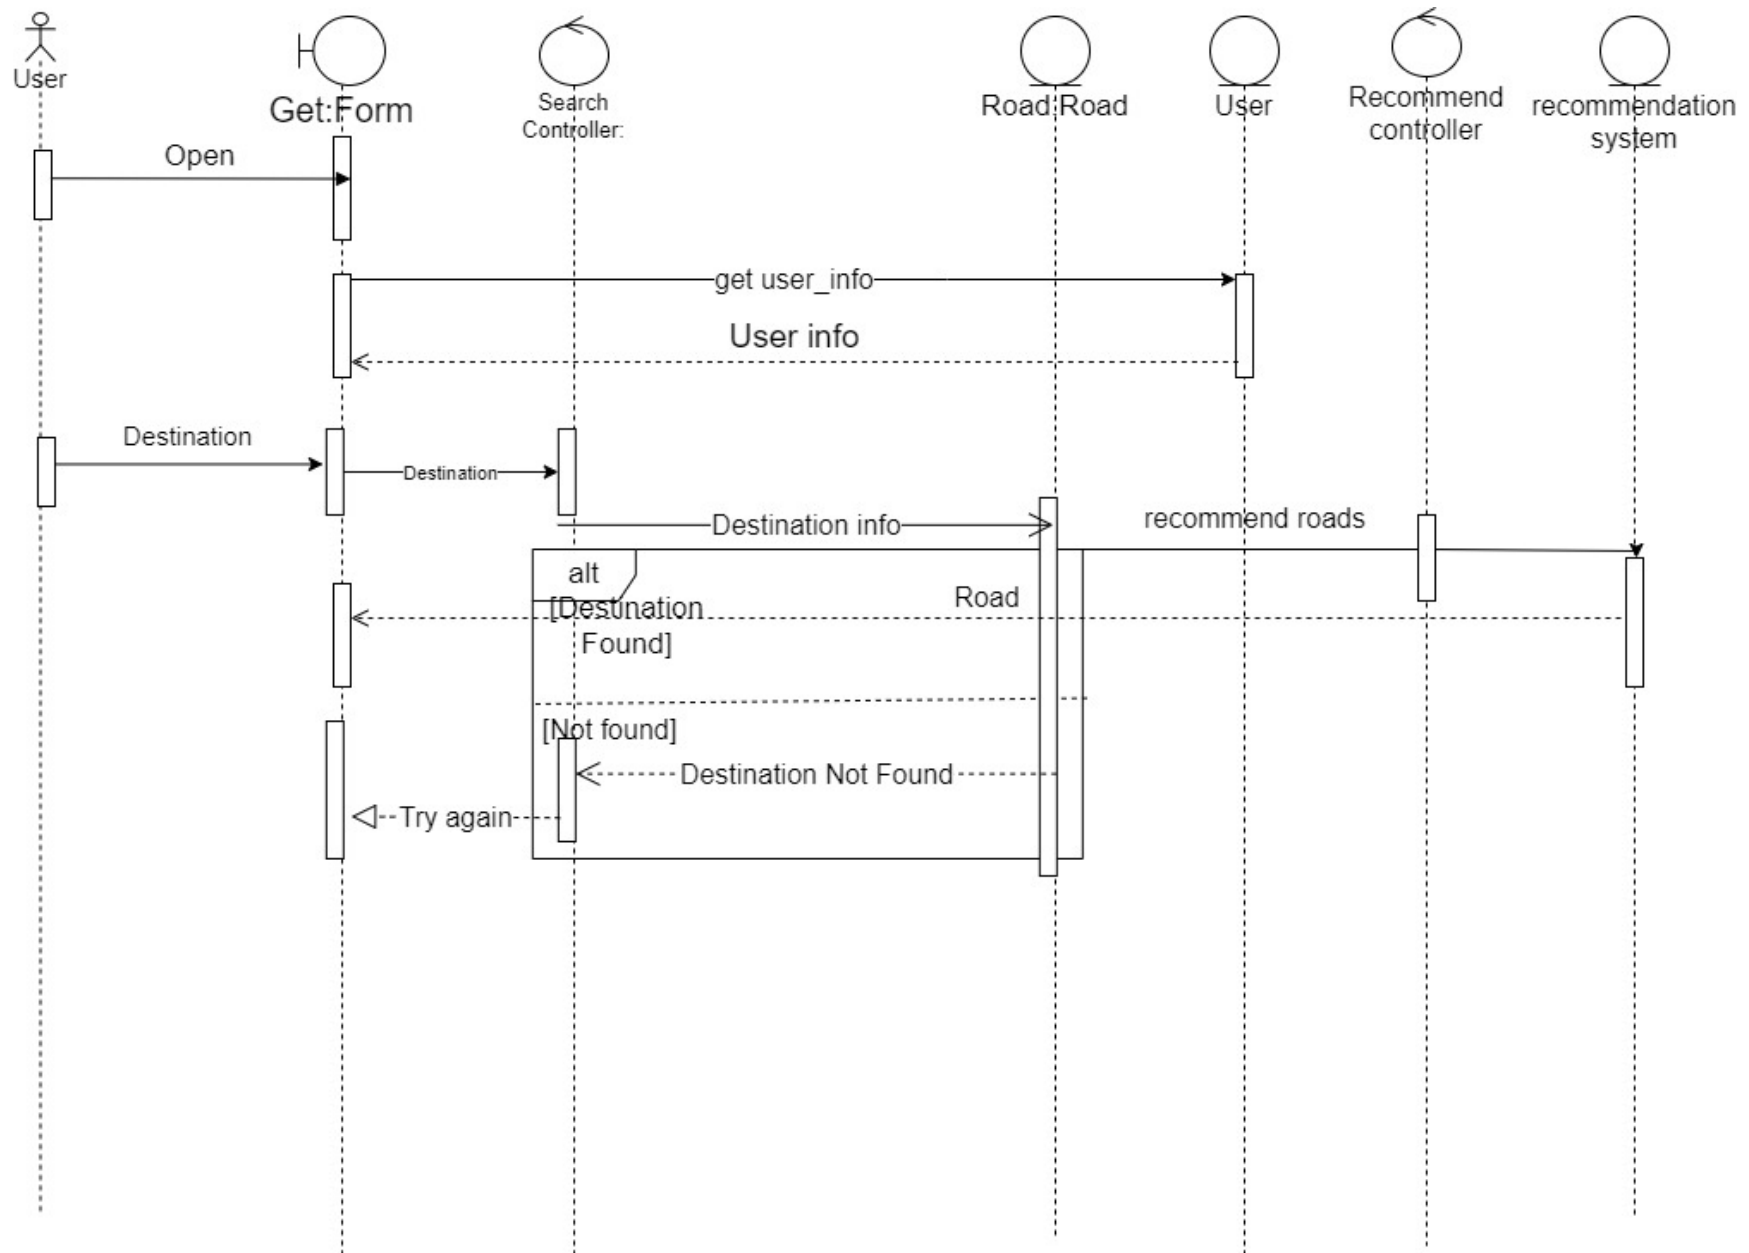 User
Get:Form
Search
Controller:
Road:Road
User
Recommend
controller
recommendation
system
Open
get user_info
User info
Destination
Destination
Destination info
recommend roads
alt
[Destination
Found]
Road
[Not found]
Destination Not Found
Try again